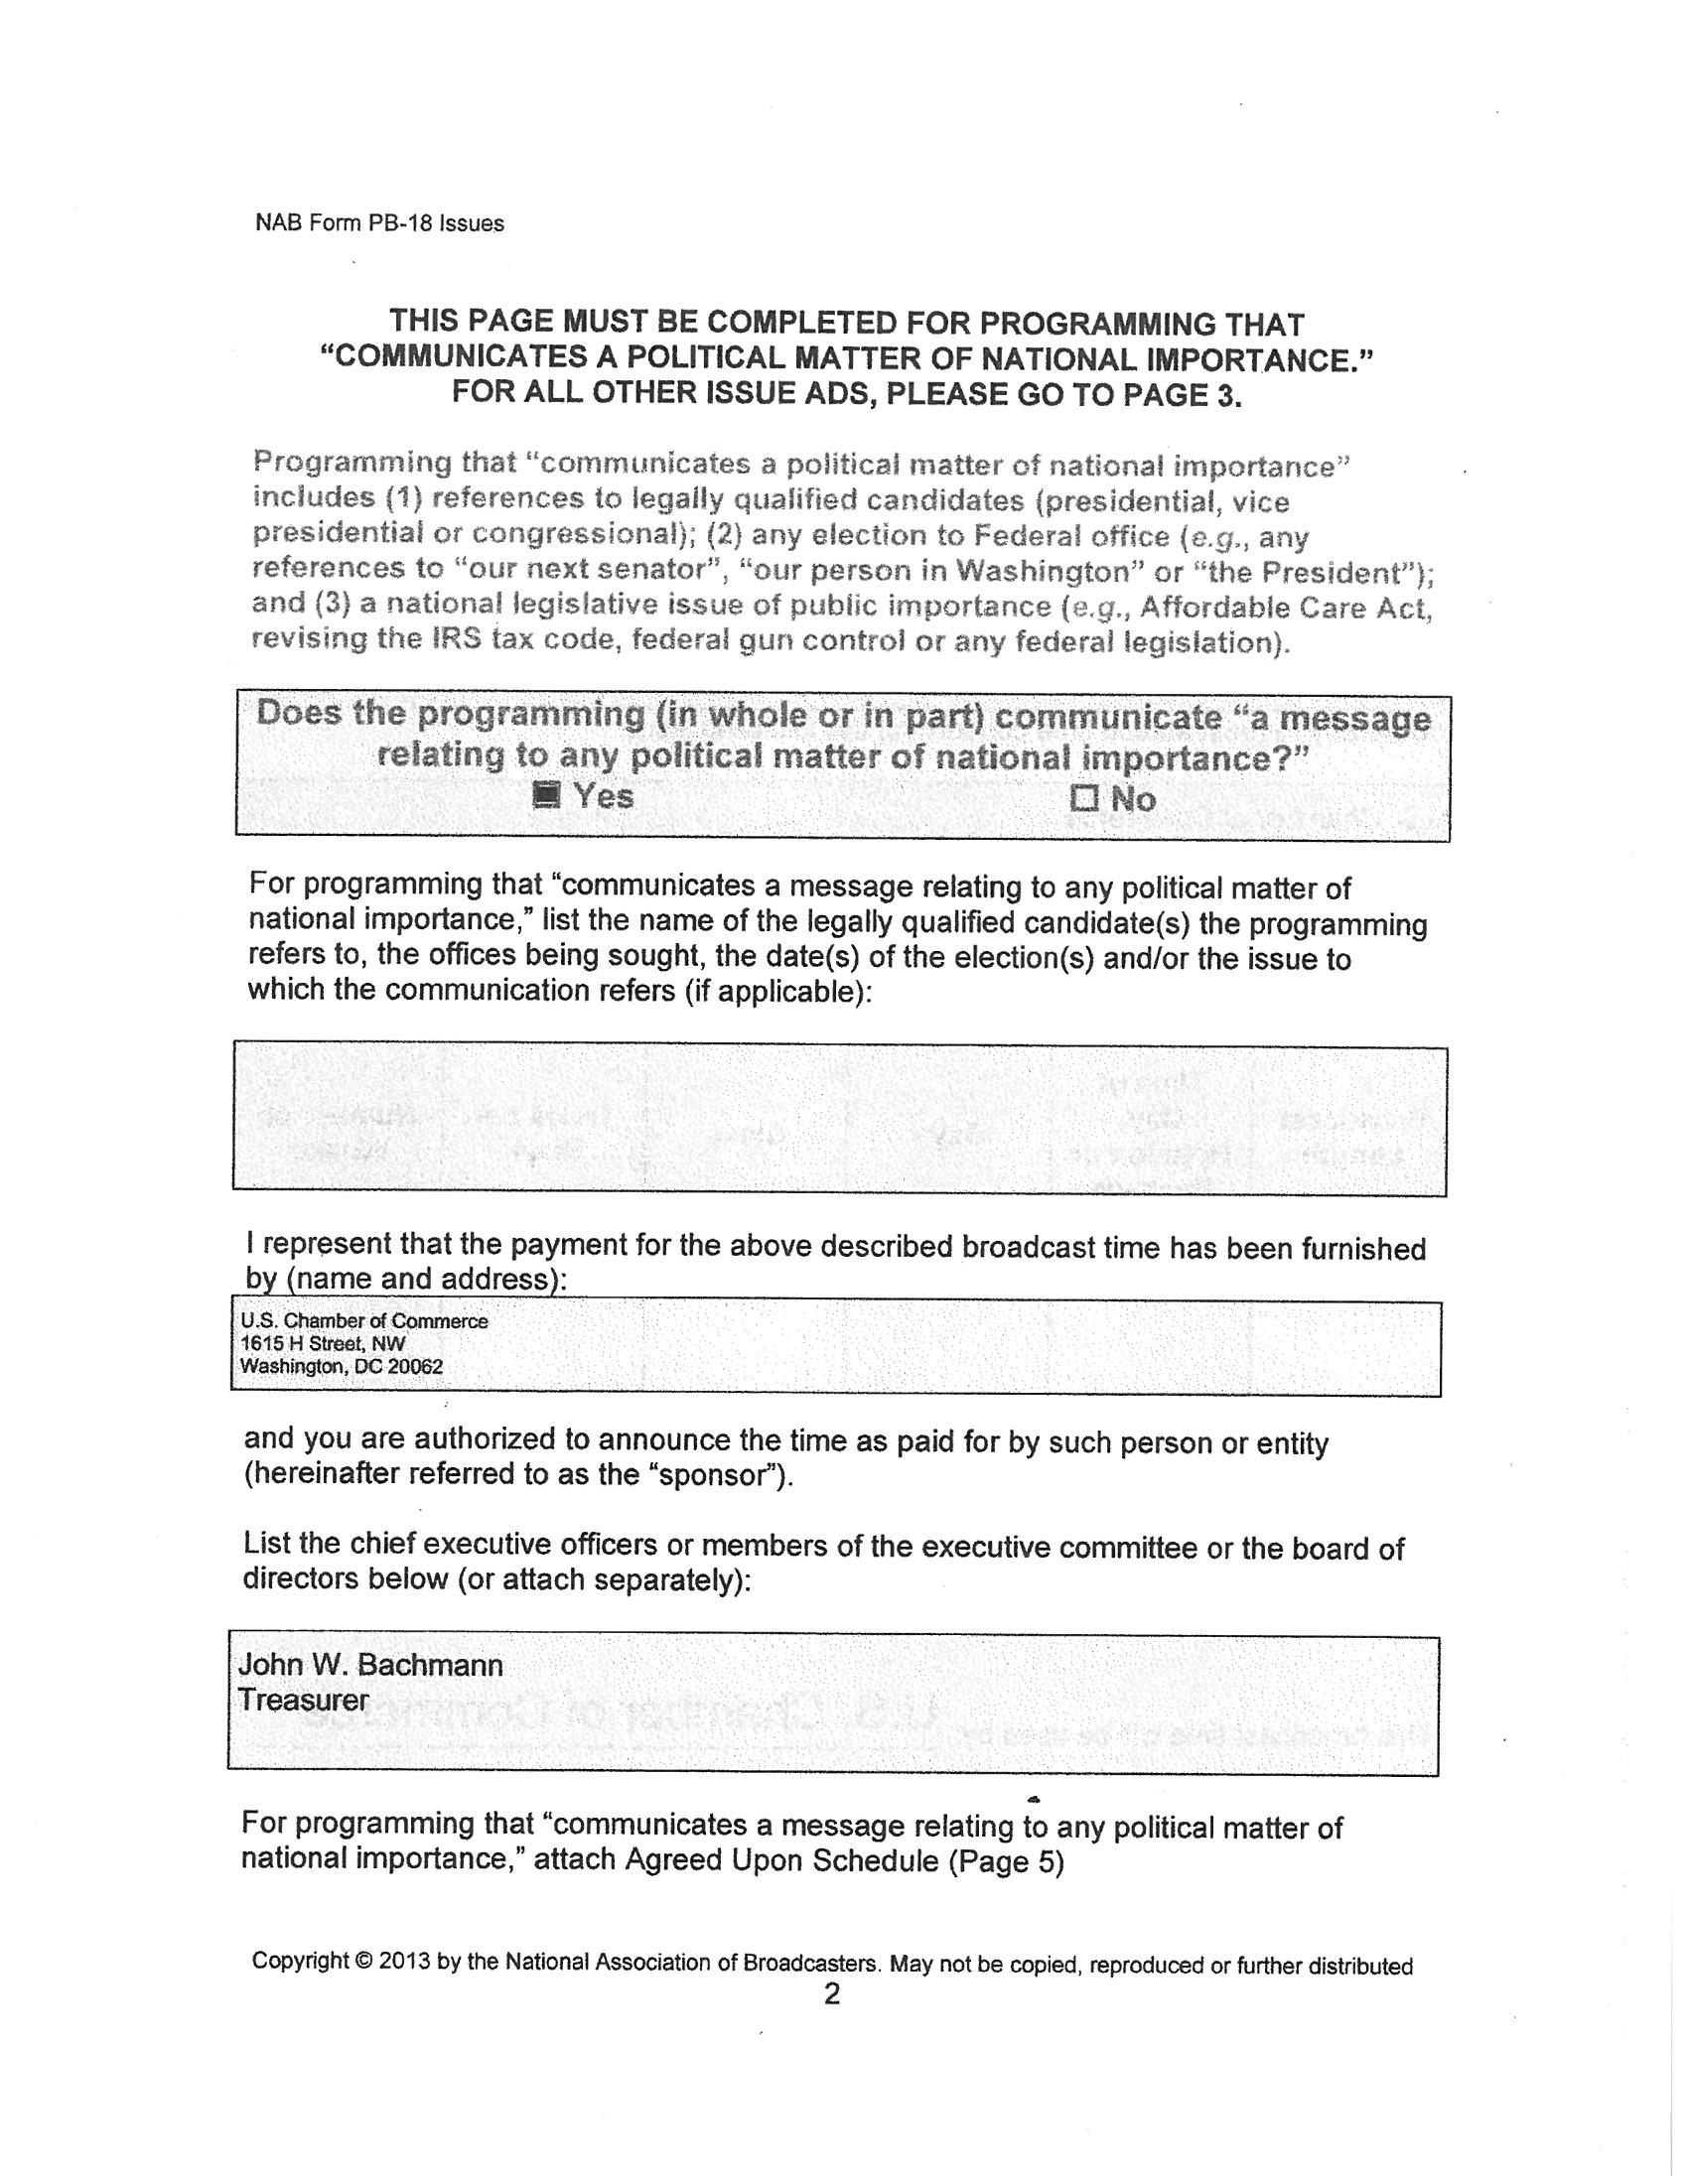 NAB Form PB-18 Issues
THIS PAGE MUST BE COMPLETED FOR PROGRAMMING THAT
“COMMUNICATES A POLITICAL MATTER OF NATIONAL IMPORTANCE.”
FOR ALL OTHER ISSUE ADS, PLEASE GO TO PAGE 3.
Programming that “communicates a political matter of national importance”
includes (1) references to legally qualified candidates (presidential, vice
presidential or congressional); (2) any election to Federal office (e.g., any
references to “our next senator”, “our person in Washington” or “the President”);
and (3) a national legislative issue of public importance (e.g., Affordable Care Act,
revising the IRS tax code, federal gun control or any federal legislation).
Does the programming (in whole or in part) communicate “a message
relating to any political matter of national importance?”
■ Yes ☐ No
For programming that “communicates a message relating to any political matter of
national importance,” list the name of the legally qualified candidate(s) the programming
refers to, the offices being sought, the date(s) of the election(s) and/or the issue to
which the communication refers (if applicable):
I represent that the payment for the above described broadcast time has been furnished
by (name and address):
U.S. Chamber of Commerce
1615 H Street, NW
Washington, DC 20062
and you are authorized to announce the time as paid for by such person or entity
(hereinafter referred to as the “sponsor”).
List the chief executive officers or members of the executive committee or the board of
directors below (or attach separately):
John W. Bachmann
Treasurer
For programming that “communicates a message relating to any political matter of
national importance,” attach Agreed Upon Schedule (Page 5)
Copyright © 2013 by the National Association of Broadcasters. May not be copied, reproduced or further distributed
2